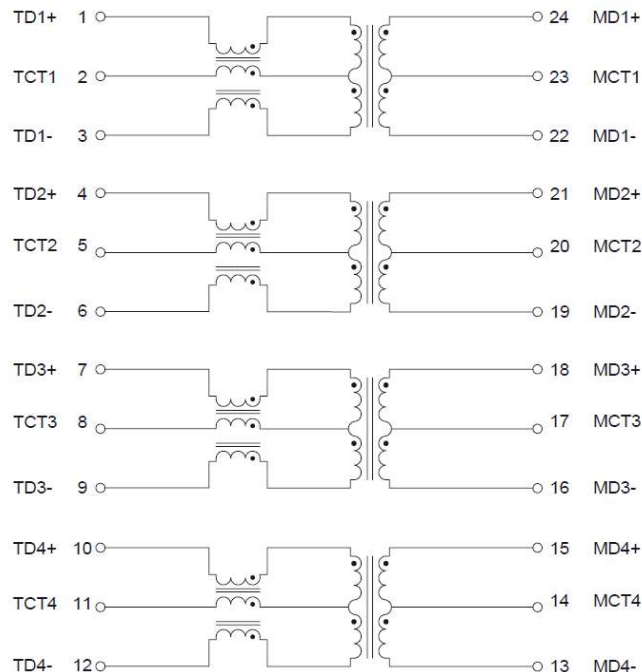 TD1+ 1 24 MD1+
TCT1 2 23 MCT1
TD1- 3 22 MD1-
TD2+ 4 21 MD2+
TCT2 5 20 MCT2
TD2- 6 19 MD2-
TD3+ 7 18 MD3+
TCT3 8 17 MCT3
TD3- 9 16 MD3-
TD4+ 10 15 MD4+
TCT4 11 14 MCT4
TD4- 12 13 MD4-